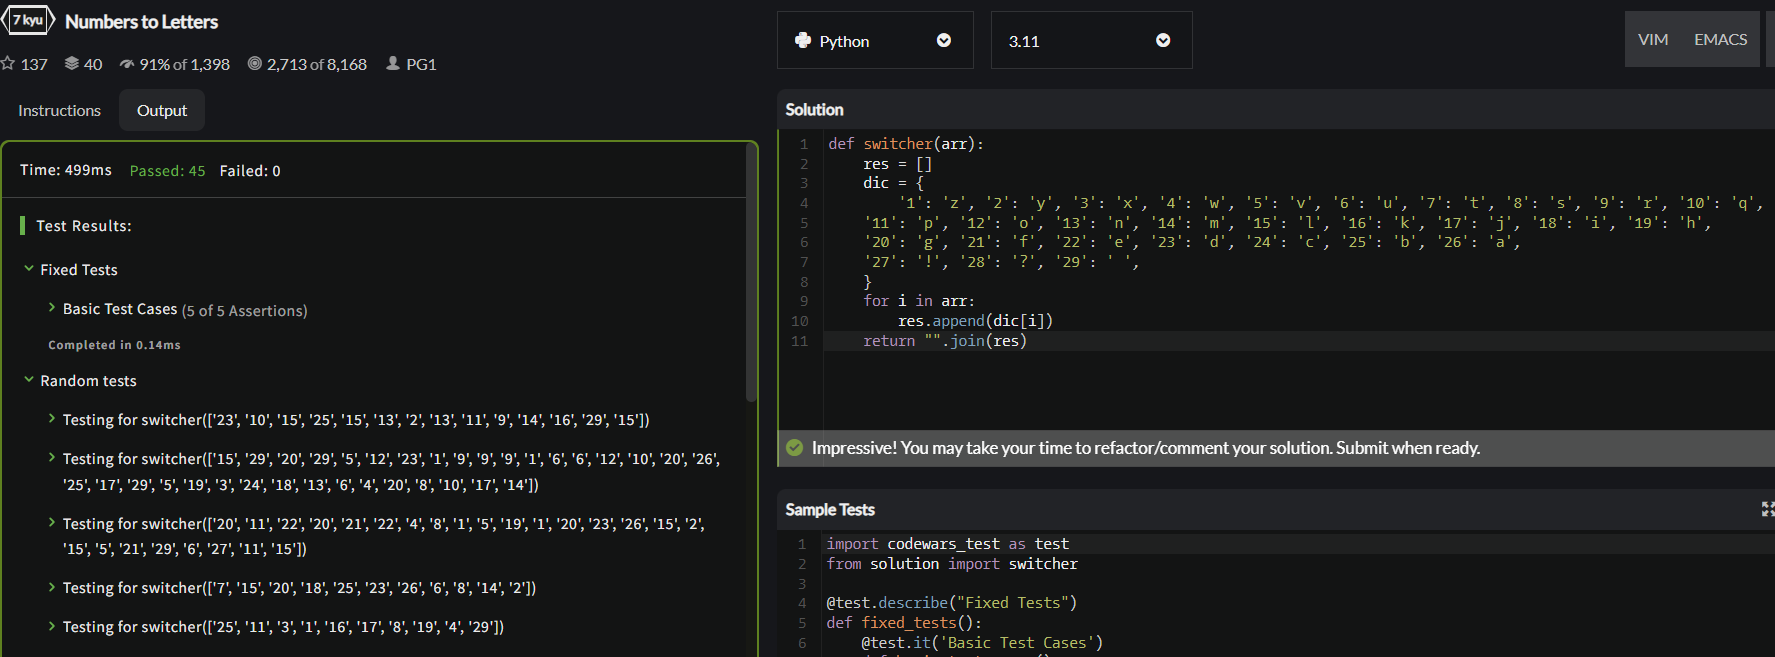 7 kyu Numbers to Letters
137 40 91% of 1,398 2,713 of 8,168 PG1
Instructions Output
Time: 499ms Passed: 45 Failed: 0
Test Results:
Fixed Tests
Basic Test Cases (5 of 5 Assertions)
Completed in 0.14ms
Random tests
Testing for switcher(['23', '10', '15', '25', '15', '13', '2', '13', '11', '9', '14', '16', '29', '15'])
Testing for switcher(['15', '29', '20', '29', '5', '12', '23', '1', '9', '9', '9', '1', '6', '6', '12', '10', '20', '26',
'25', '17', '29', '5', '19', '3', '24', '18', '13', '6', '4', '20', '8', '10', '17', '14'])
Testing for switcher(['20', '11', '22', '20', '21', '22', '4', '8', '1', '5', '19', '1', '20', '23', '26', '15', '2',
'15', '5', '21', '29', '6', '27', '11', '15'])
Testing for switcher(['7', '15', '20', '18', '25', '23', '26', '6', '8', '14', '2'])
Testing for switcher(['25', '11', '3', '1', '16', '17', '8', '19', '4', '29'])
Python 3.11 VIM EMACS
Solution
1 def switcher(arr):
2 res = []
3 dic = {
4 '1': 'z', '2': 'y', '3': 'x', '4': 'w', '5': 'v', '6': 'u', '7': 't', '8': 's', '9': 'r', '10': 'q',
5 '11': 'p', '12': 'o', '13': 'n', '14': 'm', '15': 'l', '16': 'k', '17': 'j', '18': 'i', '19': 'h',
6 '20': 'g', '21': 'f', '22': 'e', '23': 'd', '24': 'c', '25': 'b', '26': 'a',
7 '27': '!', '28': '?', '29': ' ',
8 }
9 for i in arr:
10 res.append(dic[i])
11 return "".join(res)
Impressive! You may take your time to refactor/comment your solution. Submit when ready.
Sample Tests
1 import codewars_test as test
2 from solution import switcher
3
4 @test.describe("Fixed Tests")
5 def fixed_tests():
6 @test.it('Basic Test Cases')